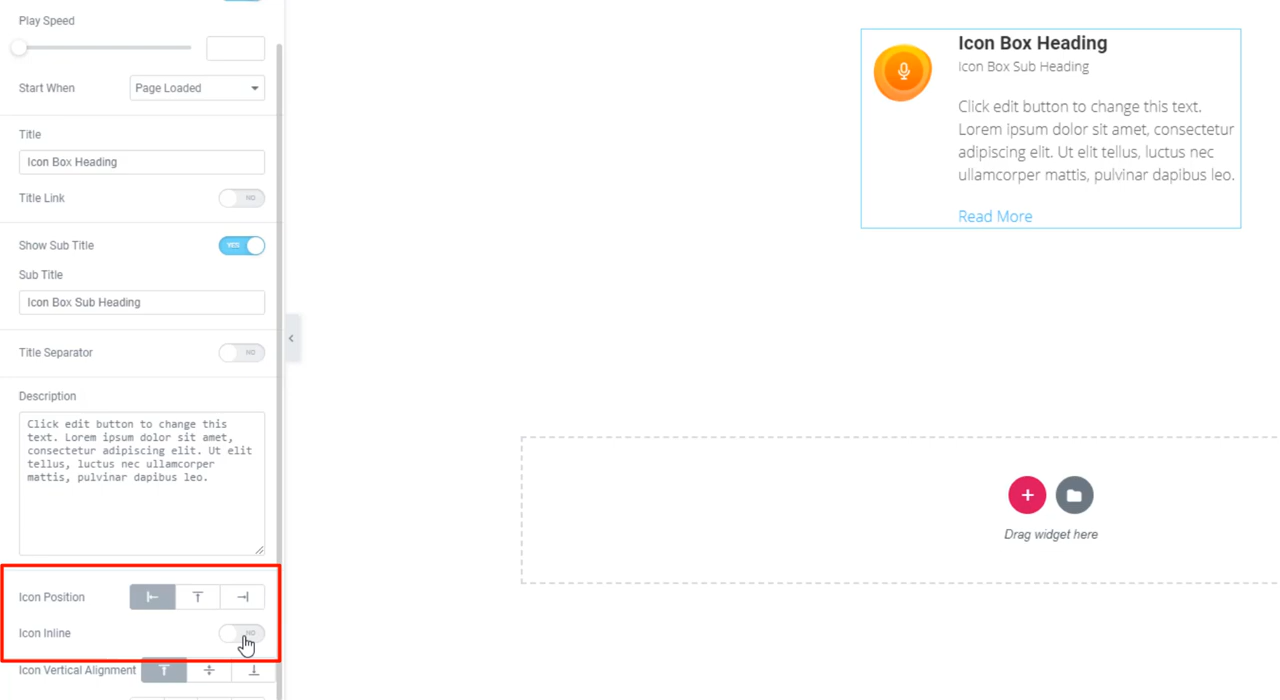 Play Speed
Start When
Page Loaded
Title
Icon Box Heading
Title Link
NO
Show Sub Title
YES
Sub Title
Icon Box Sub Heading
Title Separator
NO
Description
Click edit button to change this
text. Lorem ipsum dolor sit amet,
consectetur adipiscing elit. Ut elit
tellus, luctus nec ullamcorper
mattis, pulvinar dapibus leo.
Icon Position
Icon Inline
NO
Icon Vertical Alignment
Icon Box Heading
Icon Box Sub Heading
Click edit button to change this text.
Lorem ipsum dolor sit amet, consectetur
adipiscing elit. Ut elit tellus, luctus nec
ullamcorper mattis, pulvinar dapibus leo.
Read More
Drag widget here